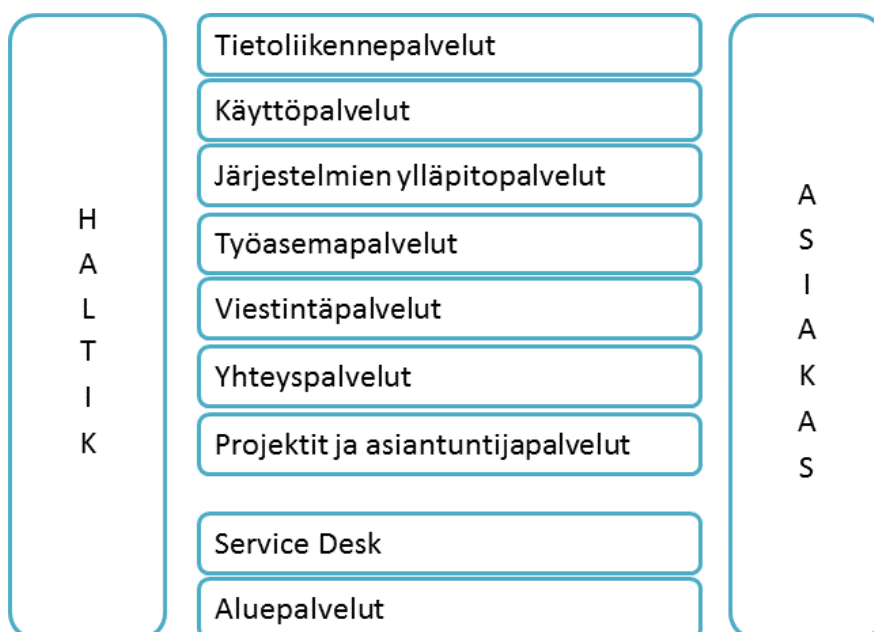 HALTIK
Tietoliikennepalvelut
Käyttöpalvelut
Järjestelmien ylläpitopalvelut
Työasemapalvelut
Viestintäpalvelut
Yhteyspalvelut
Projektit ja asiantuntijapalvelut
Service Desk
Aluepalvelut
ASIAKAS